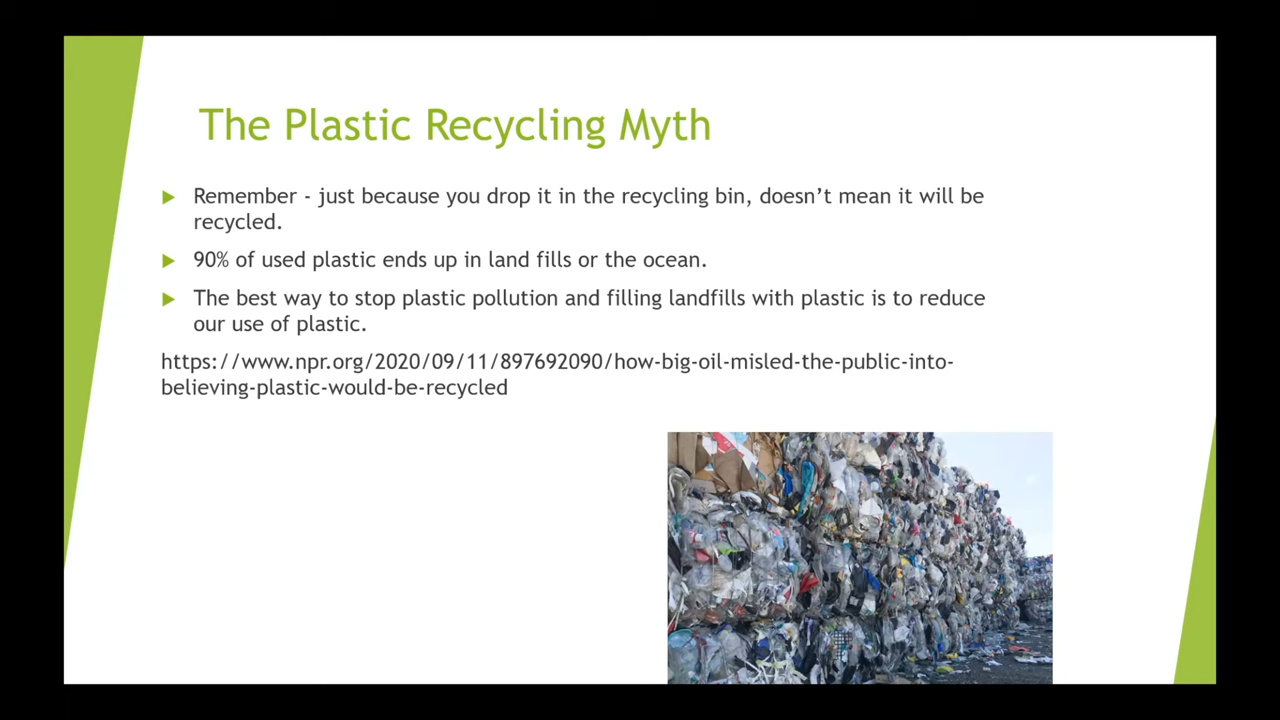 The Plastic Recycling Myth
Remember - just because you drop it in the recycling bin, doesn’t mean it will be
recycled.
90% of used plastic ends up in land fills or the ocean.
The best way to stop plastic pollution and filling landfills with plastic is to reduce
our use of plastic.
https://www.npr.org/2020/09/11/897692090/how-big-oil-misled-the-public-into-
believing-plastic-would-be-recycled